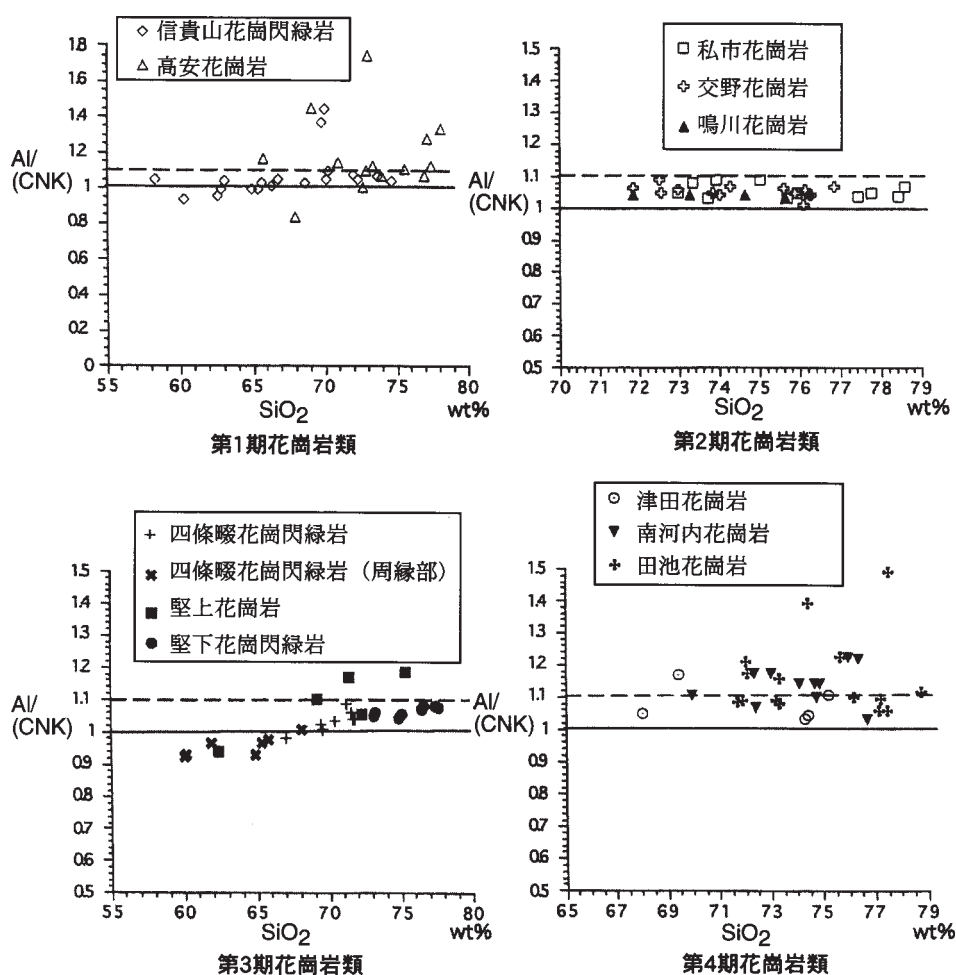 ◇ 信貴山花崗閃緑岩
△ 高安花崗岩
1.8
1.6
1.4
1.2
Al/
(CNK)
1
0.8
0.6
0.4
0.2
0
55 60 65 70 75 80
SiO2 wt%
第1期花崗岩類
□ 私市花崗岩
交野花崗岩
▲ 鳴川花崗岩
1.5
1.4
1.3
1.2
1.1
Al/
(CNK)
1
0.9
0.8
0.7
0.6
0.5
70 71 72 73 74 75 76 77 78 79
SiO2 wt%
第2期花崗岩類
+ 四條畷花崗閃緑岩
✖ 四條畷花崗閃緑岩（周縁部）
■ 堅上花崗岩
● 堅下花崗閃緑岩
1.5
1.4
1.3
1.2
1.1
Al/
(CNK)
1
0.9
0.8
0.7
0.6
0.5
55 60 65 70 75 80
SiO2 wt%
第3期花崗岩類
⊙ 津田花崗岩
▼ 南河内花崗岩
田池花崗岩
1.5
1.4
1.3
1.2
1.1
Al/
(CNK)
1
0.9
0.8
0.7
0.6
0.5
65 67 69 71 73 75 77 79
SiO2 wt%
第4期花崗岩類